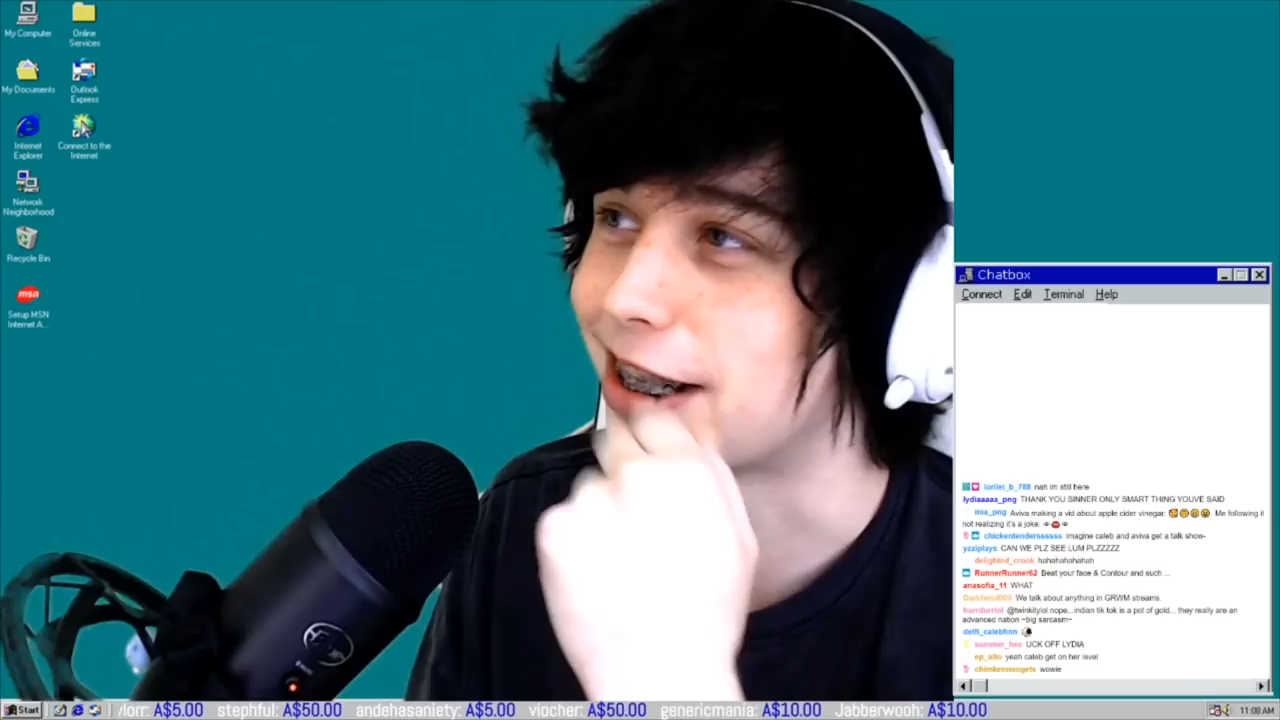 My Computer
Online
Services
My Documents
Outlook
Express
Internet
Explorer
Connect to the
Internet
Network
Neighborhood
Recycle Bin
msn
Setup MSN
Internet A...
Chatbox
Connect Edit Terminal Help
lorilei_b_788 nah im still here
lydiaaaaa_png THANK YOU SINNER ONLY SMART THING YOUVE SAID
mia_png Aviva making a vid about apple cider vinegar: . Me following it
not realizing it's a joke.
chickentenderssssss imagine caleb and aviva get a talk show-
yzziplays CAN WE PLZ SEE LUM PLZZZZZ
delighted_crook hahahahahahah
RunnerRunner62 Beat your face & Contour and such ...
anasofia_11 WHAT
We talk about anything in GRWM streams.
hurrdurrlol @twinkitylol nope...indian tik tok is a pot of gold... they really are an
advanced nation ~big sarcasm~
delfi_calebfinn
summer_hex UCK OFF LYDIA
ep_alto yeah caleb get on her level
chimkennoogets wowie
Start
/lorr: A$5.00 stephful: A$50.00 andehasaniety: A$5.00 viocher: A$50.00 genericmania: A$10.00 Jabberwooh: A$10.00
11:08 AM